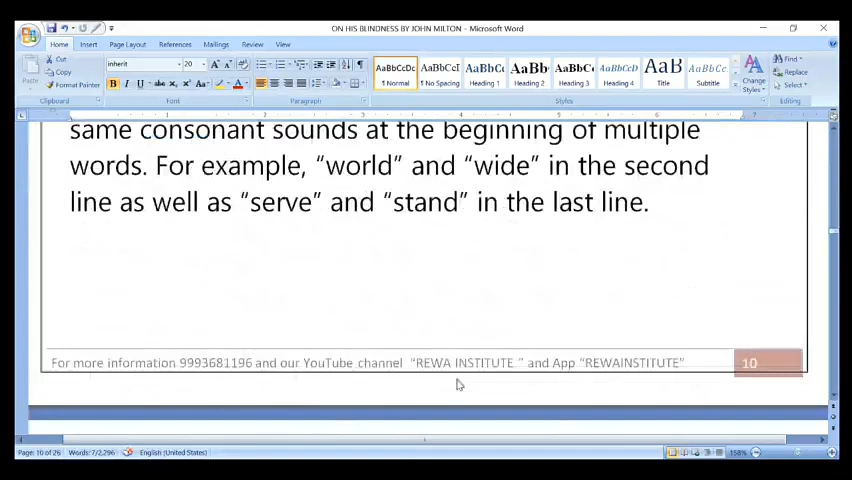 ON HIS BLINDNESS BY JOHN MILTON - Microsoft Word
Home Insert Page Layout References Mailings Review View
Cut
Copy
Format Painter
Paste
Clipboard
inherit 20
Font
Paragraph
AaBbCcDc AaBbCcI AaBbC AaBb AaBbC AaBbCcD AaB AaBbCc.
¶ Normal ¶ No Spacing Heading 1 Heading 2 Heading 3 Heading 4 Title Subtitle
Styles
Change
Styles
Find
Replace
Select
Editing
same consonant sounds at the beginning of multiple
words. For example, “world” and “wide” in the second
line as well as “serve” and “stand” in the last line.
For more information 9993681196 and our YouTube channel “REWA INSTITUTE ” and App “REWAINSTITUTE” 10
Page: 10 of 26 Words: 7/2,296 English (United States) 158%